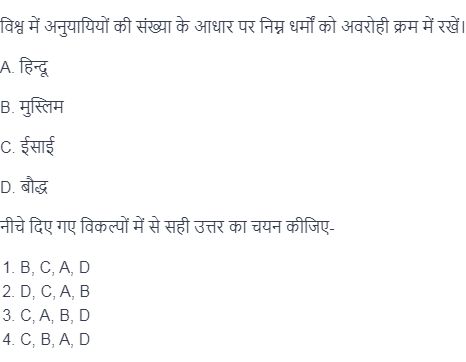 विश्व में अनुयायियों की संख्या के आधार पर निम्न धर्मों को अवरोही क्रम में रखें।
A. हिन्दू
B. मुस्लिम
C. ईसाई
D. बौद्ध
नीचे दिए गए विकल्पों में से सही उत्तर का चयन कीजिए-
1. B, C, A, D
2. D, C, A, B
3. C, A, B, D
4. C, B, A, D